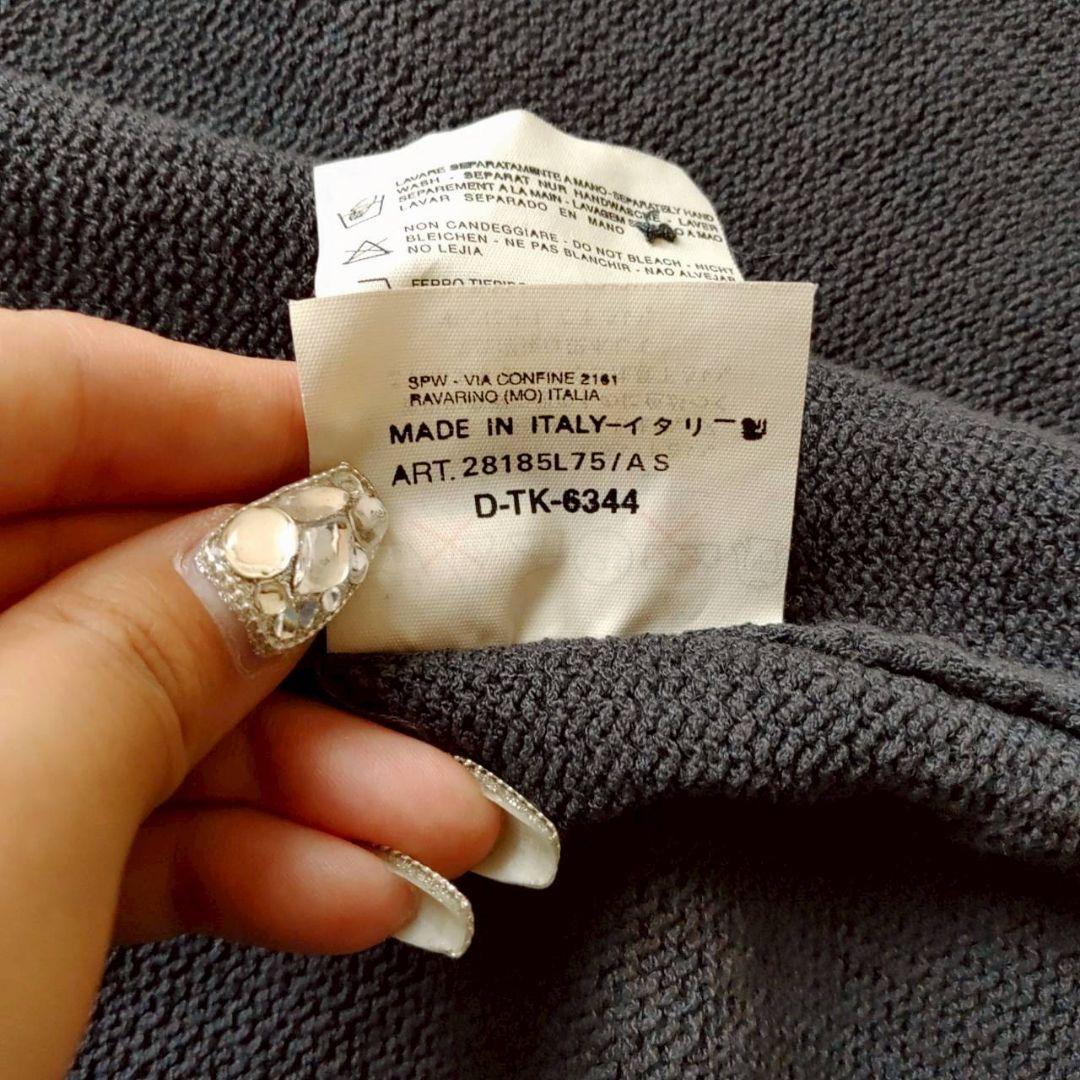 LAVARE SEPARATAMENTE A MANO-SEPARATELY HAND
WASH - SEPARAT NUR HANDWASCHE - LAVER
SEPAREMENT A LA MAIN - LAVAGEM A MAO
LAVAR SEPARADO EN MANO
NON CANDEGGIARE - DO NOT BLEACH - NICHT
BLEICHEN - NE PAS BLANCHIR - NAO ALVEJAR
NO LEJIA
FERRO TIEPIDO
SPW - VIA CONFINE 2161
RAVARINO (MO) ITALIA
MADE IN ITALY-イタリー製
ART. 28185L75/AS
D-TK-6344